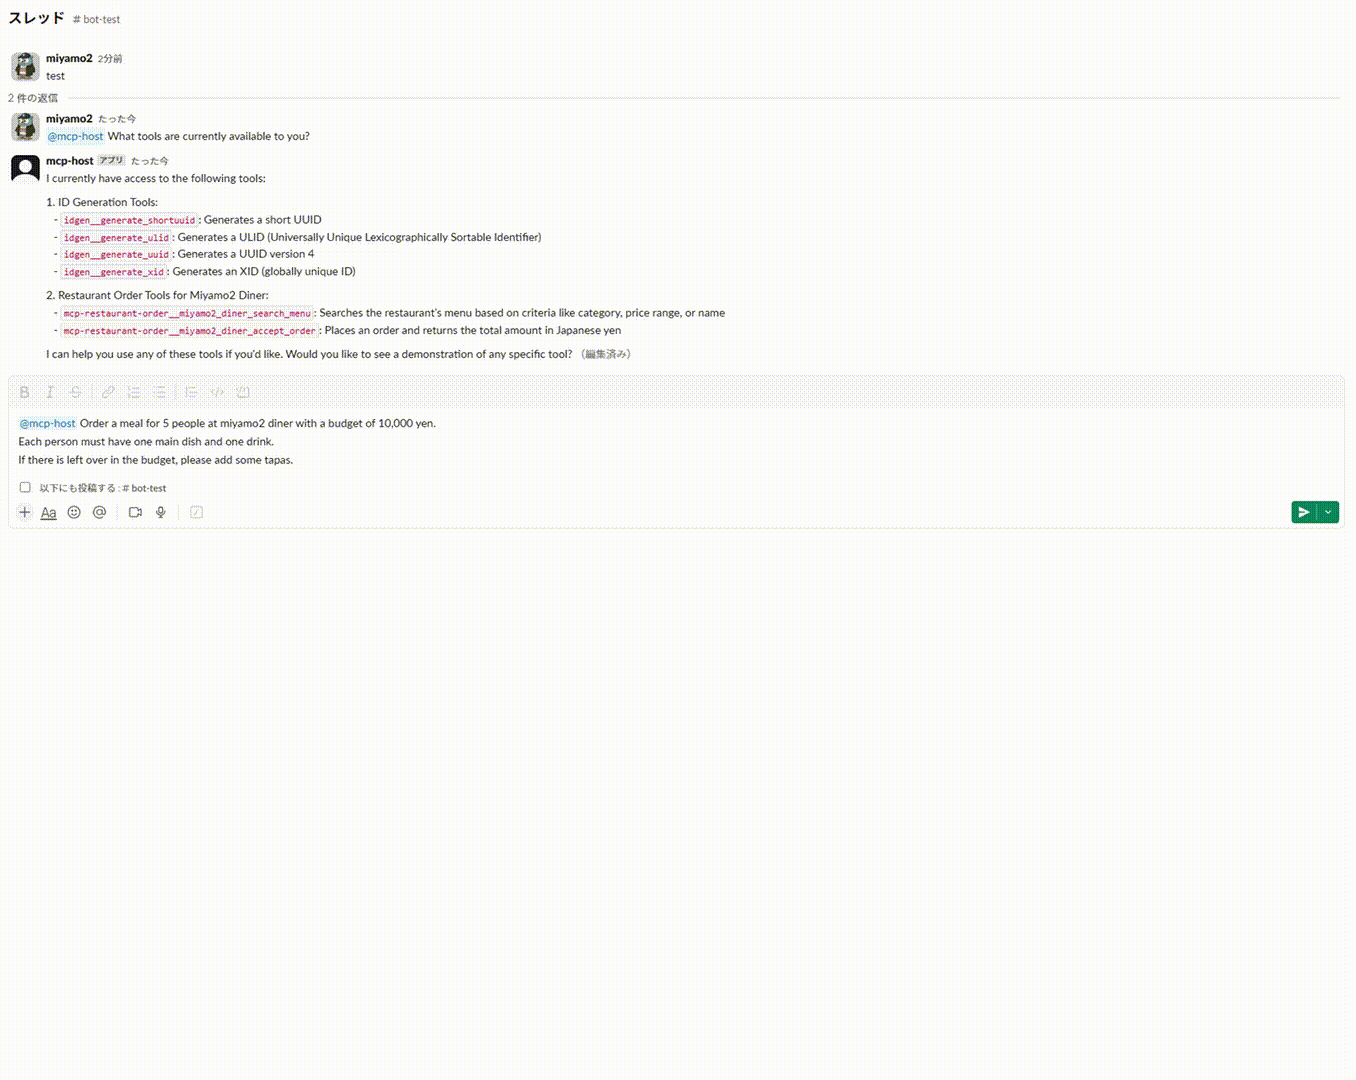 スレッド # bot-test
miyamo2 2分前
test
2 件の返信
miyamo2 たった今
@mcp-host What tools are currently available to you?
mcp-host アプリ たった今
I currently have access to the following tools:
1. ID Generation Tools:
- idgen__generate_shortuuid: Generates a short UUID
- idgen__generate_ulid: Generates a ULID (Universally Unique Lexicographically Sortable Identifier)
- idgen__generate_uuid: Generates a UUID version 4
- idgen__generate_xid: Generates an XID (globally unique ID)
2. Restaurant Order Tools for Miyamo2 Diner:
- mcp-restaurant-order__miyamo2_diner_search_menu: Searches the restaurant's menu based on criteria like category, price range, or name
- mcp-restaurant-order__miyamo2_diner_accept_order: Places an order and returns the total amount in Japanese yen
I can help you use any of these tools if you'd like. Would you like to see a demonstration of any specific tool? （編集済み）
@mcp-host Order a meal for 5 people at miyamo2 diner with a budget of 10,000 yen.
Each person must have one main dish and one drink.
If there is left over in the budget, please add some tapas.
以下にも投稿する : # bot-test
Aa